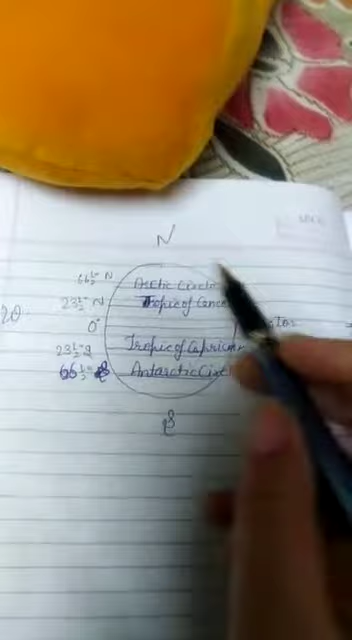 N
66½° N Arctic Circle
23½° N Tropic of Cancer
20.
0°
23½° S Tropic of Capricorn
66½° S Antarctic Circle
S